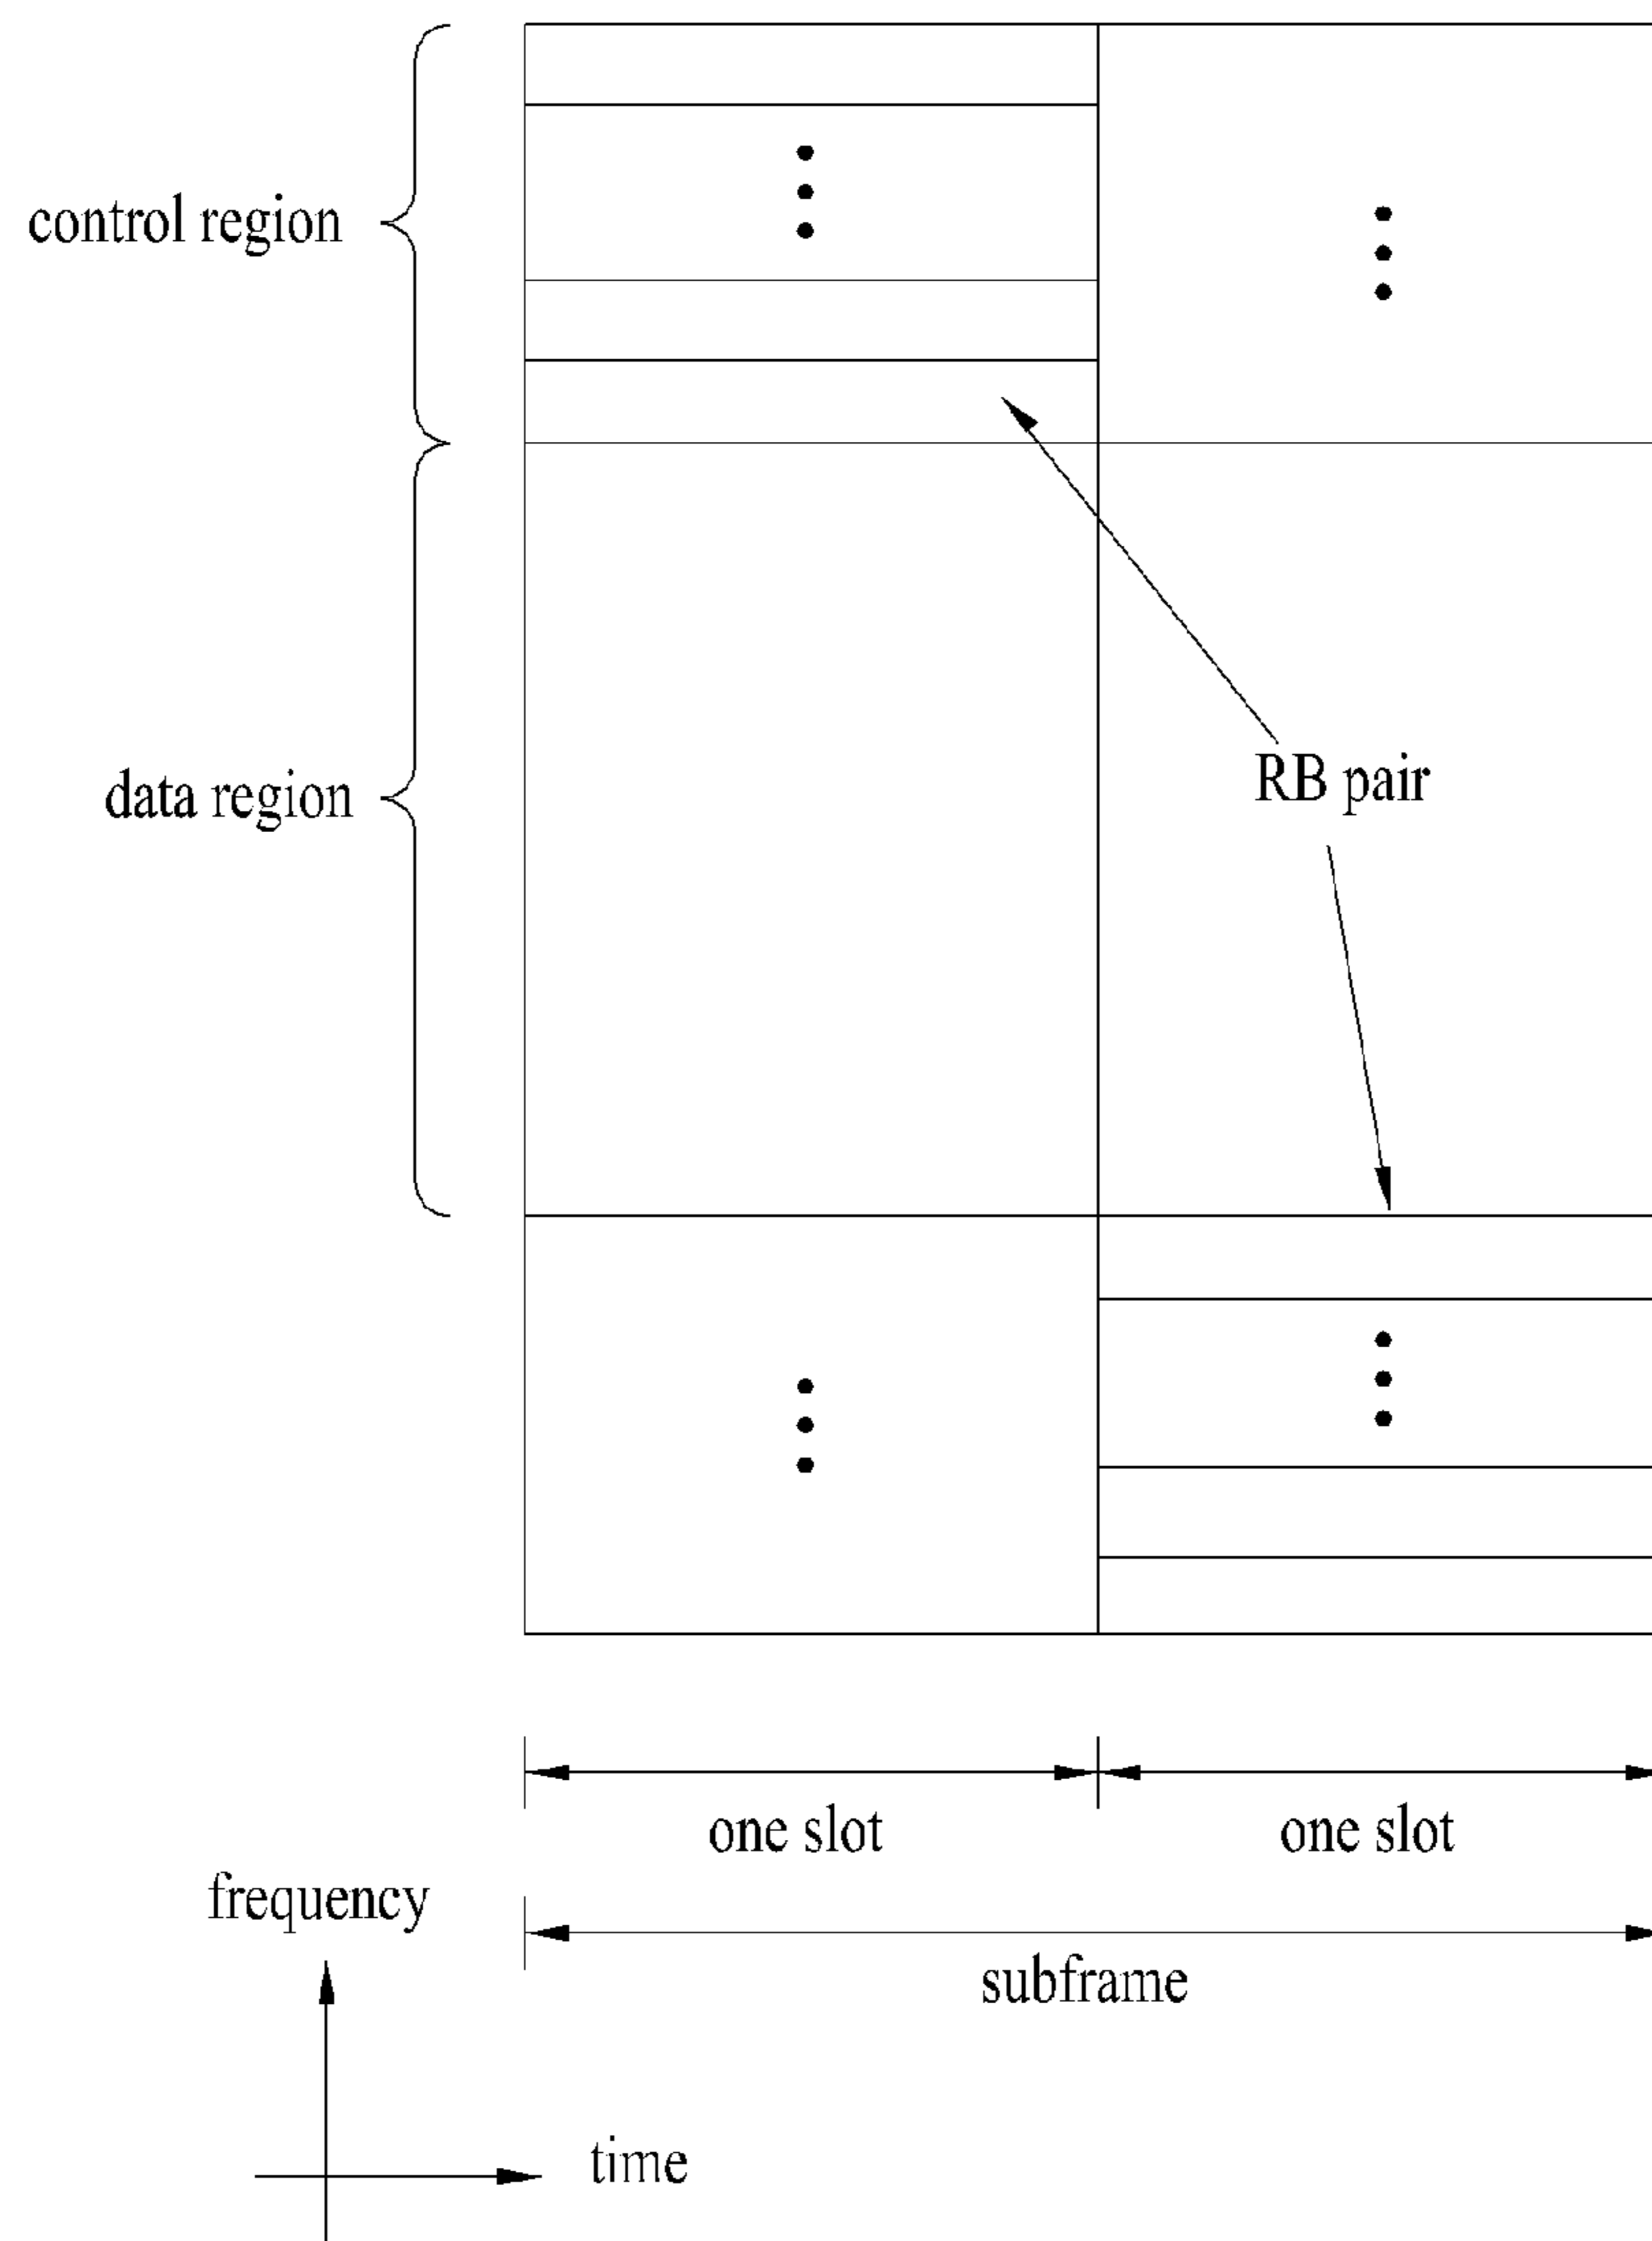 control region
data region
RB pair
one slot
one slot
frequency
subframe
time